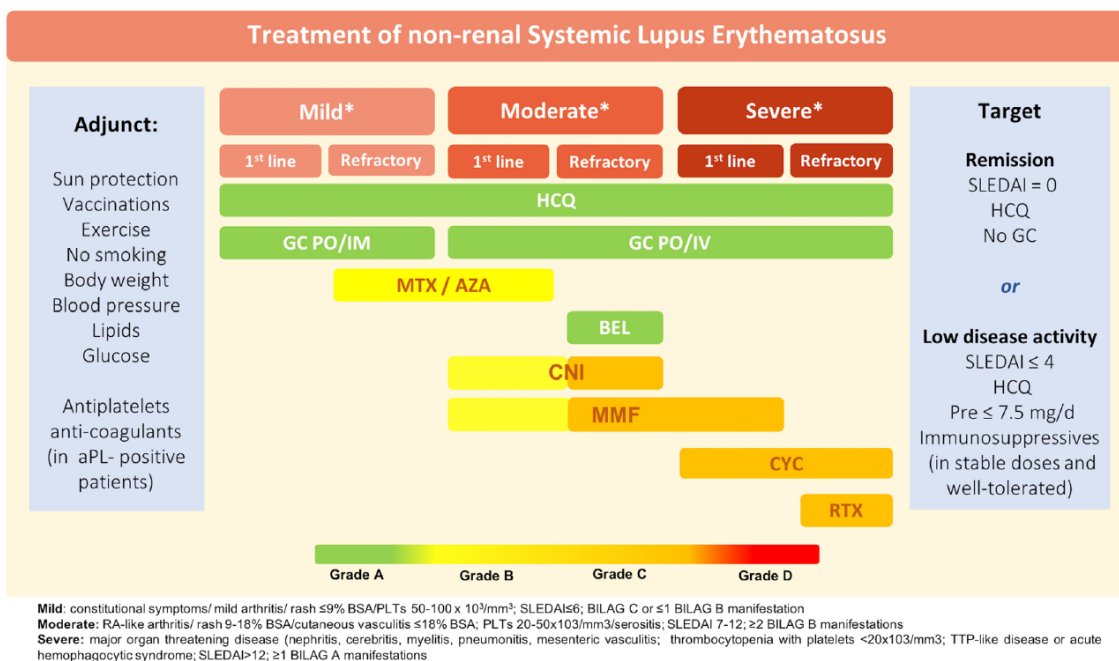 Treatment of non-renal Systemic Lupus Erythematosus
Adjunct:
Sun protection
Vaccinations
Exercise
No smoking
Body weight
Blood pressure
Lipids
Glucose
Antiplatelets
anti-coagulants
(in aPL- positive
patients)
Mild*
Moderate*
Severe*
1st line
Refractory
1st line
Refractory
1st line
Refractory
HCQ
GC PO/IM
GC PO/IV
MTX / AZA
BEL
CNI
MMF
CYC
RTX
Grade A
Grade B
Grade C
Grade D
Target
Remission
SLEDAI = 0
HCQ
No GC
or
Low disease activity
SLEDAI ≤ 4
HCQ
Pre ≤ 7.5 mg/d
Immunosuppressives
(in stable doses and
well-tolerated)
Mild: constitutional symptoms/ mild arthritis/ rash ≤9% BSA/PLTs 50-100 x 10³/mm³; SLEDAI≤6; BILAG C or ≤1 BILAG B manifestation
Moderate: RA-like arthritis/ rash 9-18% BSA/cutaneous vasculitis ≤18% BSA; PLTs 20-50x103/mm3/serositis; SLEDAI 7-12; ≥2 BILAG B manifestations
Severe: major organ threatening disease (nephritis, cerebritis, myelitis, pneumonitis, mesenteric vasculitis; thrombocytopenia with platelets <20x103/mm3; TTP-like disease or acute
hemophagocytic syndrome; SLEDAI>12; ≥1 BILAG A manifestations